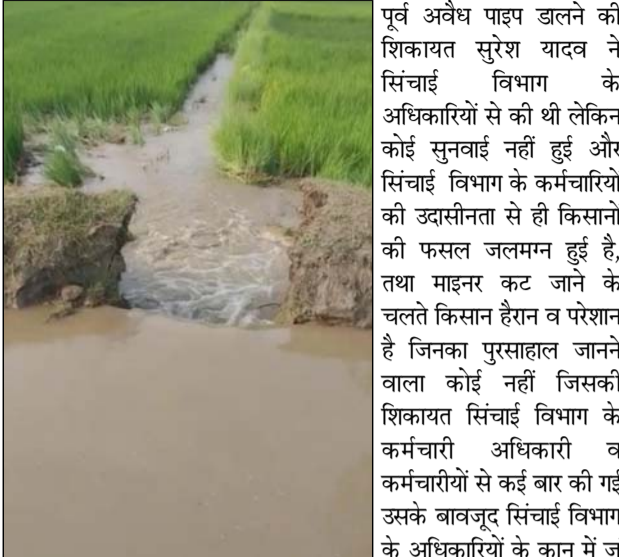 पूर्व अवैध पाइप डालने की
शिकायत सुरेश यादव ने
सिंचाई विभाग के
अधिकारियों से की थी लेकिन
कोई सुनवाई नहीं हुई और
सिंचाई विभाग के कर्मचारियो
की उदासीनता से ही किसानो
की फसल जलमग्न हुई है,
तथा माइनर कट जाने के
चलते किसान हैरान व परेशान
है जिनका पुरसाहाल जानने
वाला कोई नहीं जिसकी
शिकायत सिंचाई विभाग के
कर्मचारी अधिकारी व
कर्मचारीयों से कई बार की गई
उसके बावजूद सिंचाई विभाग
के अधिकारियों के कान में ज